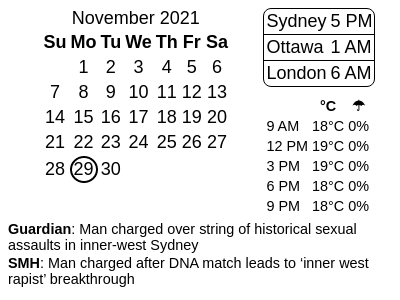 November 2021
Su Mo Tu We Th Fr Sa
1 2 3 4 5 6
7 8 9 10 11 12 13
14 15 16 17 18 19 20
21 22 23 24 25 26 27
28 29 30
Sydney 5 PM
Ottawa 1 AM
London 6 AM
°C ☂
9 AM 18°C 0%
12 PM 19°C 0%
3 PM 19°C 0%
6 PM 18°C 0%
9 PM 18°C 0%
Guardian: Man charged over string of historical sexual
assaults in inner-west Sydney
SMH: Man charged after DNA match leads to ‘inner west
rapist’ breakthrough